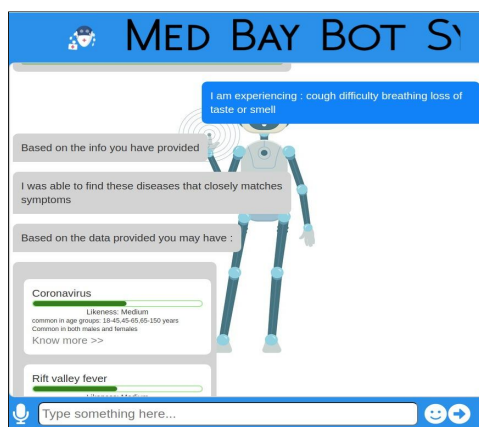 MED BAY BOT
I am experiencing : cough difficulty breathing loss of
taste or smell
Based on the info you have provided
I was able to find these diseases that closely matches
symptoms
Based on the data provided you may have :
Coronavirus
Likeness: Medium
common in age groups: 18-45,45-65,65-150 years
Common in both males and females
Know more >>
Rift valley fever
Type something here...